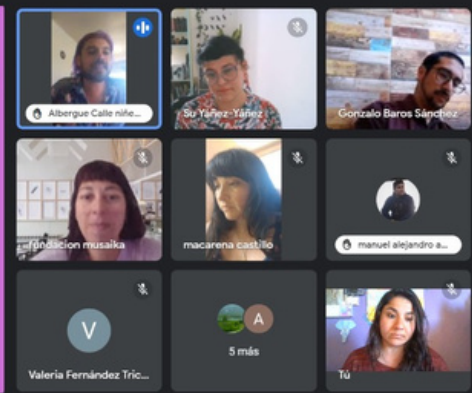 Albergue Calle niñe...
Su Yáñez-Yáñez
Gonzalo Baros Sánchez
fundacion musaika
macarena castillo
manuel alejandro a...
V
Valeria Fernández Tric...
A
5 más
Tú